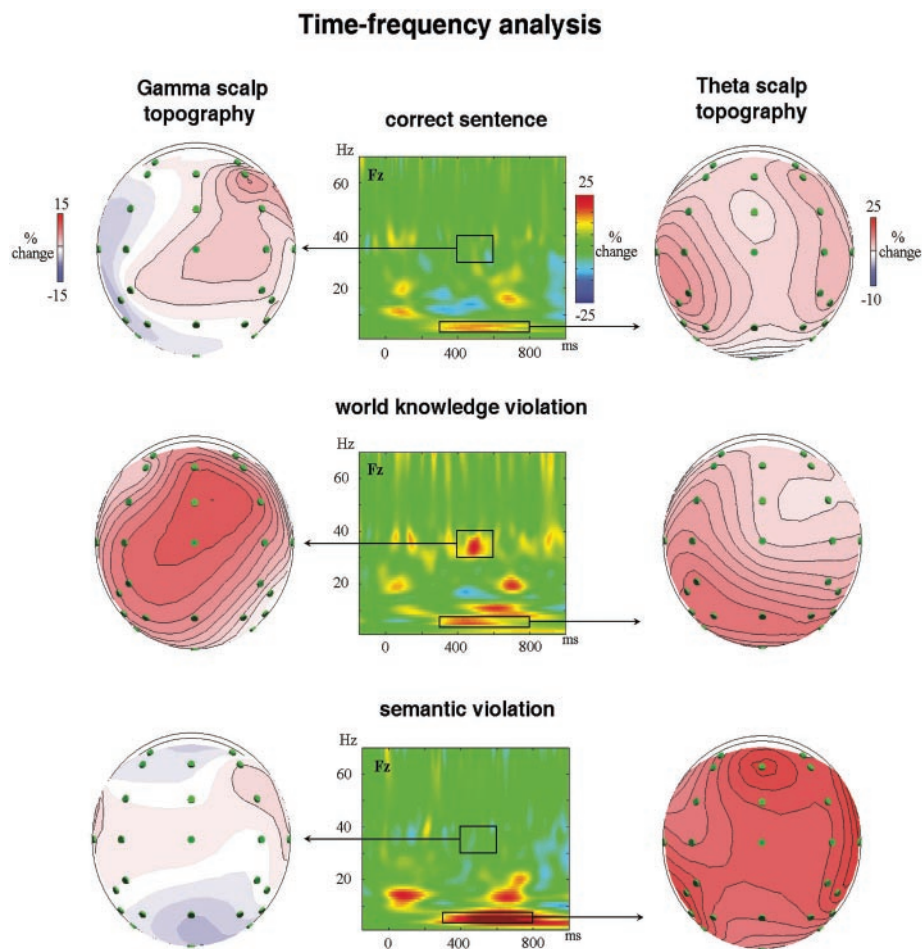 Time-frequency analysis
Gamma scalp
topography
Theta scalp
topography
correct sentence
Hz
60
40
20
Fz
0
400
800
ms
15
%
change
-15
25
%
change
-25
25
%
change
-10
world knowledge violation
Hz
60
40
20
Fz
0
400
800
ms
semantic violation
Hz
60
40
20
Fz
0
400
800
ms